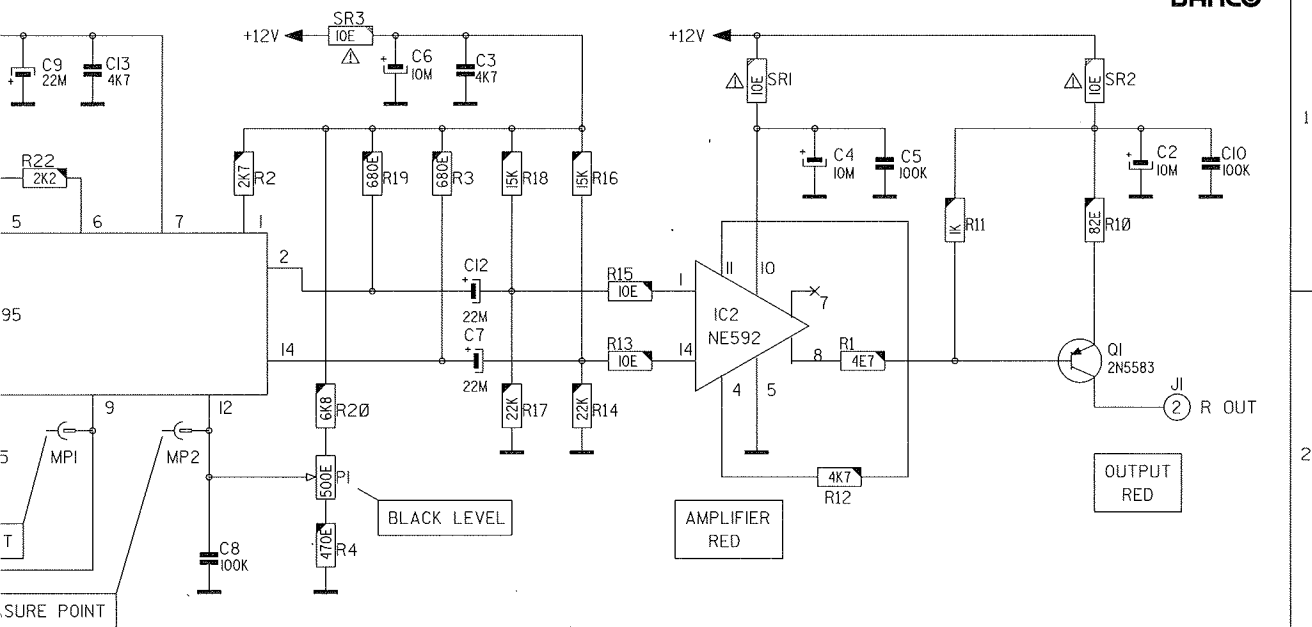 SR3
+12V
10E
C9
22M
C13
4K7
C6
10M
C3
4K7
+12V
10E
SR1
10E
SR2
1
R22
2K2
2K7
R2
680E
R19
680E
R3
15K
R18
15K
R16
C4
10M
C5
100K
C2
10M
C10
100K
5
6
7
1
1K
R11
82E
R10
2
C12
22M
R15
10E
1
11
10
7
95
IC2
NE592
14
C7
22M
R13
10E
14
8
R1
4E7
Q1
2N5583
J1
2
R OUT
9
12
6K8
R20
22K
R17
22K
R14
4
5
5
MP1
MP2
500E
P1
4K7
R12
2
OUTPUT
RED
BLACK LEVEL
AMPLIFIER
RED
T
C8
100K
470E
R4
ASURE POINT